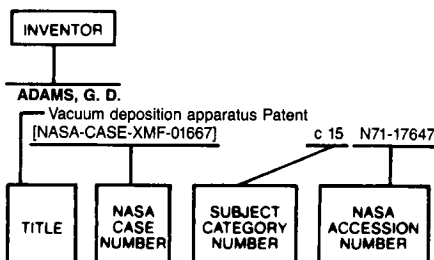 INVENTOR
ADAMS, G. D.
Vacuum deposition apparatus Patent
[NASA-CASE-XMF-01667] c 15 N71-17647
TITLE
NASA
CASE
NUMBER
SUBJECT
CATEGORY
NUMBER
NASA
ACCESSION
NUMBER